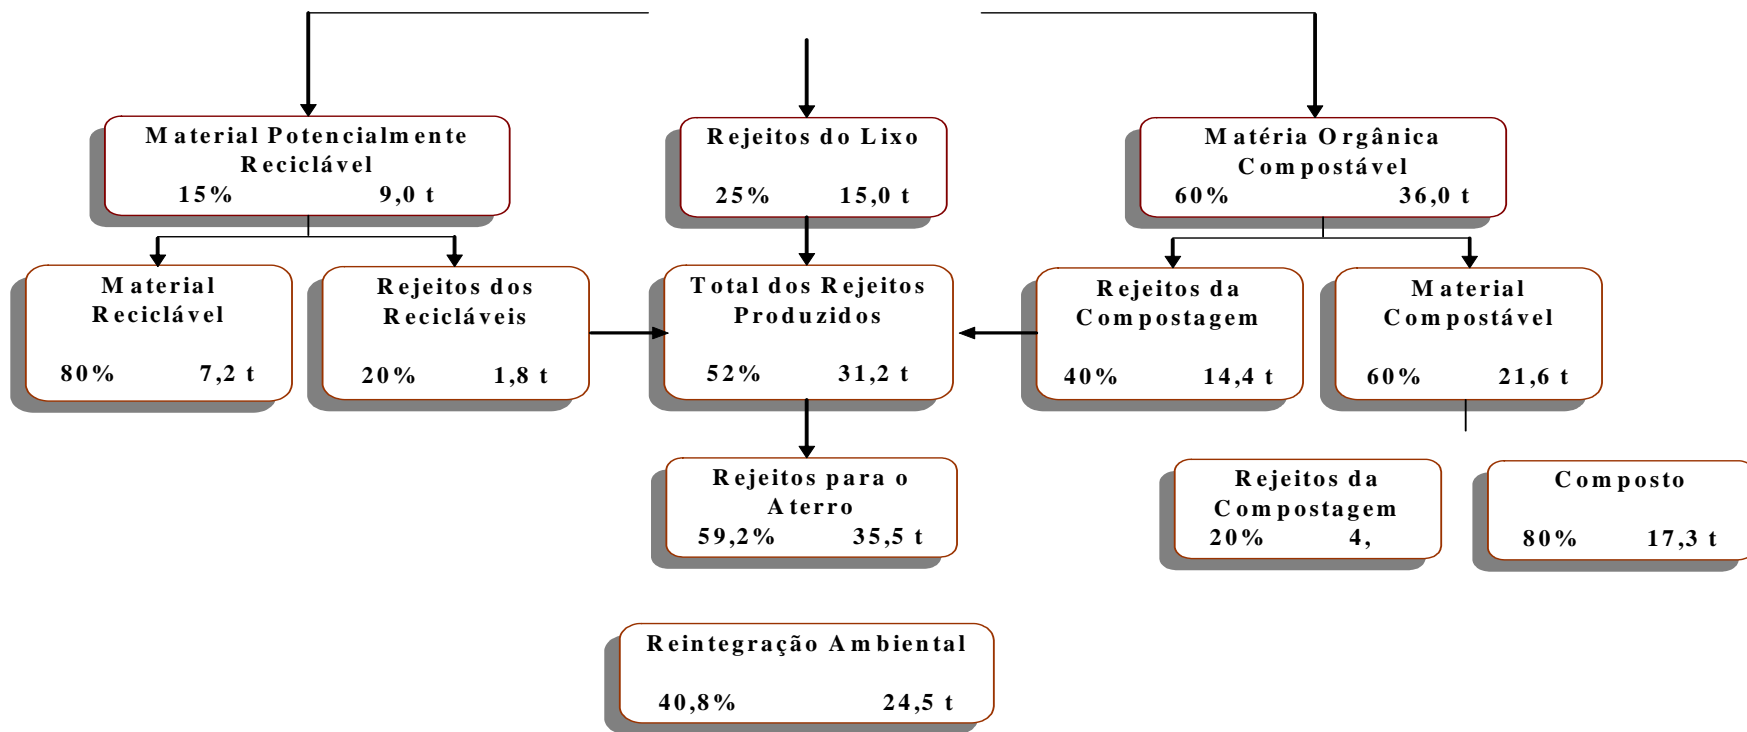 Material Potencialmente
Reciclável
15% 9,0 t
Rejeitos do Lixo
25% 15,0 t
Matéria Orgânica
Compostável
60% 36,0 t
Material
Reciclável
80% 7,2 t
Rejeitos dos
Recicláveis
20% 1,8 t
Total dos Rejeitos
Produzidos
52% 31,2 t
Rejeitos da
Compostagem
40% 14,4 t
Material
Compostável
60% 21,6 t
Rejeitos para o
Aterro
59,2% 35,5 t
Rejeitos da
Compostagem
20% 4,
Composto
80% 17,3 t
Reintegração Ambiental
40,8% 24,5 t